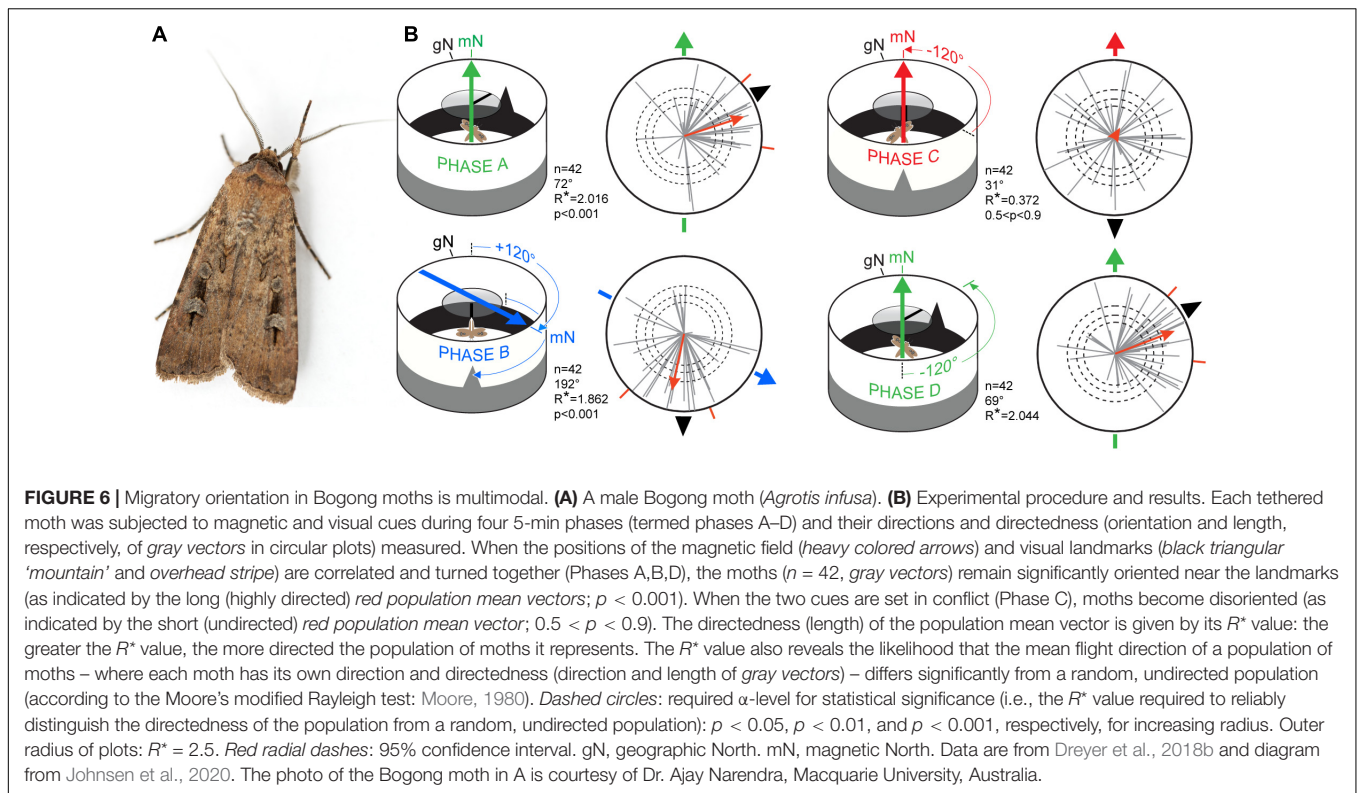 A
B
gN
mN
PHASE A
n=42
72°
R*=2.016
p<0.001
gN
mN
-120°
PHASE C
n=42
31°
R*=0.372
0.5<p<0.9
gN
+120°
mN
PHASE B
n=42
192°
R*=1.862
p<0.001
gN
mN
-120°
PHASE D
n=42
69°
R*=2.044
FIGURE 6 | Migratory orientation in Bogong moths is multimodal. (A) A male Bogong moth (Agrotis infusa). (B) Experimental procedure and results. Each tethered
moth was subjected to magnetic and visual cues during four 5-min phases (termed phases A–D) and their directions and directedness (orientation and length,
respectively, of gray vectors in circular plots) measured. When the positions of the magnetic field (heavy colored arrows) and visual landmarks (black triangular
‘mountain’ and overhead stripe) are correlated and turned together (Phases A,B,D), the moths (n = 42, gray vectors) remain significantly oriented near the landmarks
(as indicated by the long (highly directed) red population mean vectors; p < 0.001). When the two cues are set in conflict (Phase C), moths become disoriented (as
indicated by the short (undirected) red population mean vector; 0.5 < p < 0.9). The directedness (length) of the population mean vector is given by its R* value: the
greater the R* value, the more directed the population of moths it represents. The R* value also reveals the likelihood that the mean flight direction of a population of
moths – where each moth has its own direction and directedness (direction and length of gray vectors) – differs significantly from a random, undirected population
(according to the Moore's modified Rayleigh test: Moore, 1980). Dashed circles: required α-level for statistical significance (i.e., the R* value required to reliably
distinguish the directedness of the population from a random, undirected population): p < 0.05, p < 0.01, and p < 0.001, respectively, for increasing radius. Outer
radius of plots: R* = 2.5. Red radial dashes: 95% confidence interval. gN, geographic North. mN, magnetic North. Data are from Dreyer et al., 2018b and diagram
from Johnsen et al., 2020. The photo of the Bogong moth in A is courtesy of Dr. Ajay Narendra, Macquarie University, Australia.